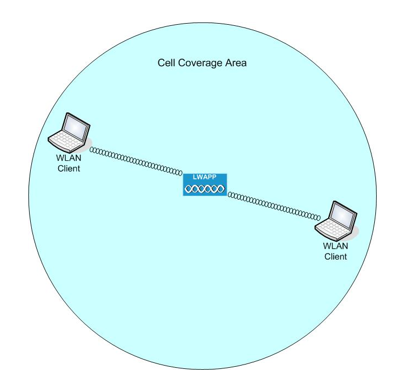 Cell Coverage Area
WLAN
Client
LWAPP
WLAN
Client